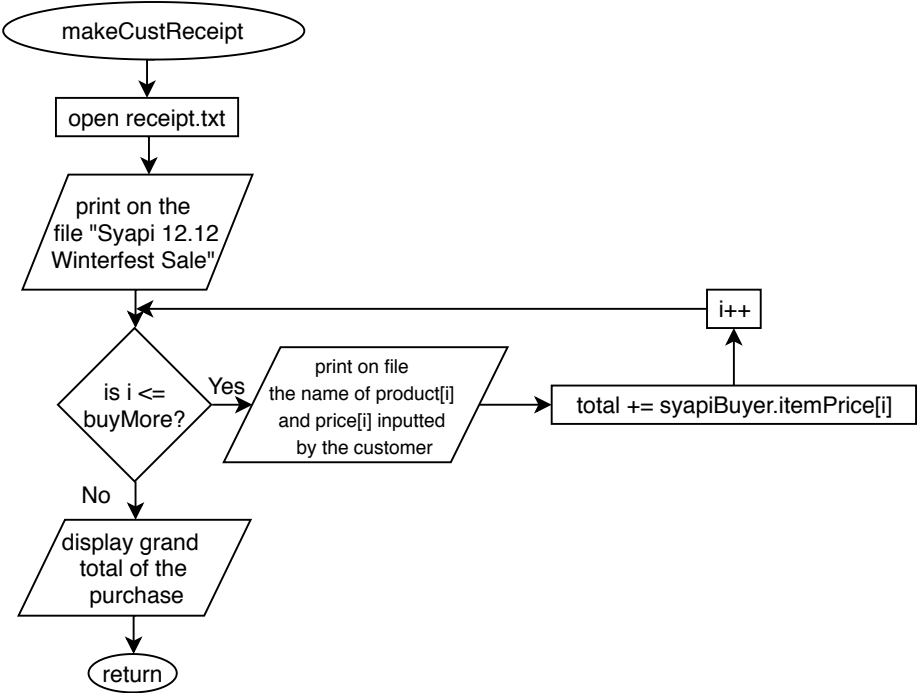 makeCustReceipt
open receipt.txt
print on the
file "Syapi 12.12
Winterfest Sale"
i++
is i <=
buyMore?
Yes
print on file
the name of product[i]
and price[i] inputted
by the customer
total += syapiBuyer.itemPrice[i]
No
display grand
total of the
purchase
return